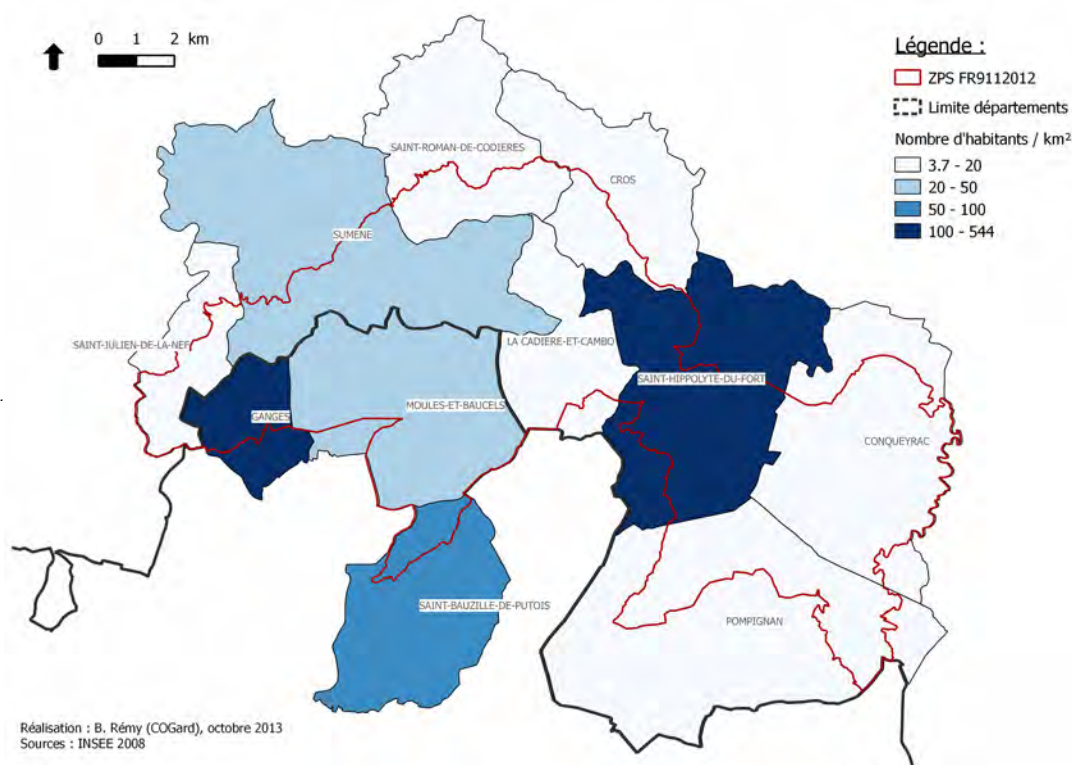 0 1 2 km
Légende :
ZPS FR9112012
Limite départements
Nombre d'habitants / km²
3.7 - 20
20 - 50
50 - 100
100 - 544
SAINT-ROMAN-DE-CODIERES
CROS
SUMENE
SAINT-JULIEN-DE-LA-NEF
LA CADIERE-ET-CAMBO
SAINT-HIPPOLYTE-DU-FORT
GANGES
MOULES-ET-BAUCELS
CONQUEYRAC
SAINT-BAUZILLE-DE-PUTOIS
POMPIGNAN
Réalisation : B. Rémy (COGard), octobre 2013
Sources : INSEE 2008